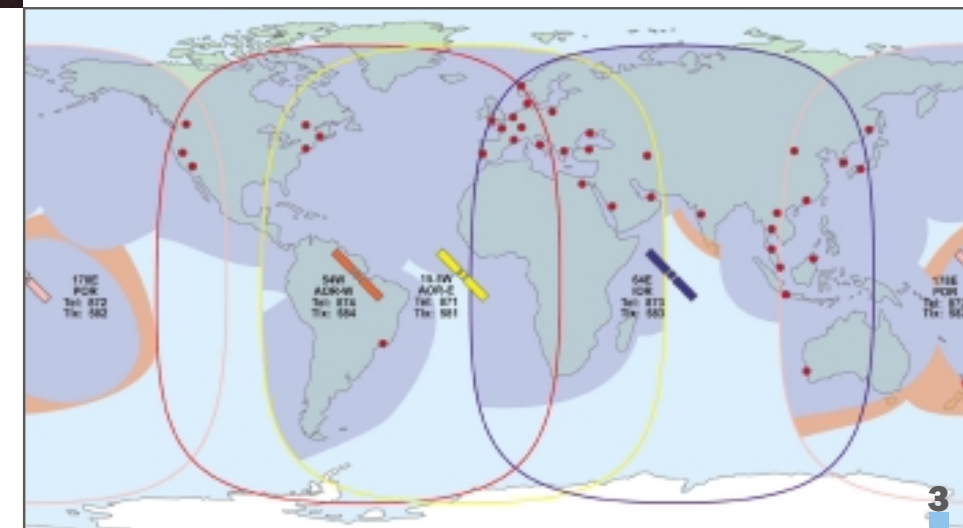 178E
POR
Tel: 872
Tlx: 582
54W
AOR-W
Tel: 874
Tlx: 584
15.5W
AOR-E
Tel: 871
Tlx: 581
64E
IOR
Tel: 873
Tlx: 583
178E
POR
3